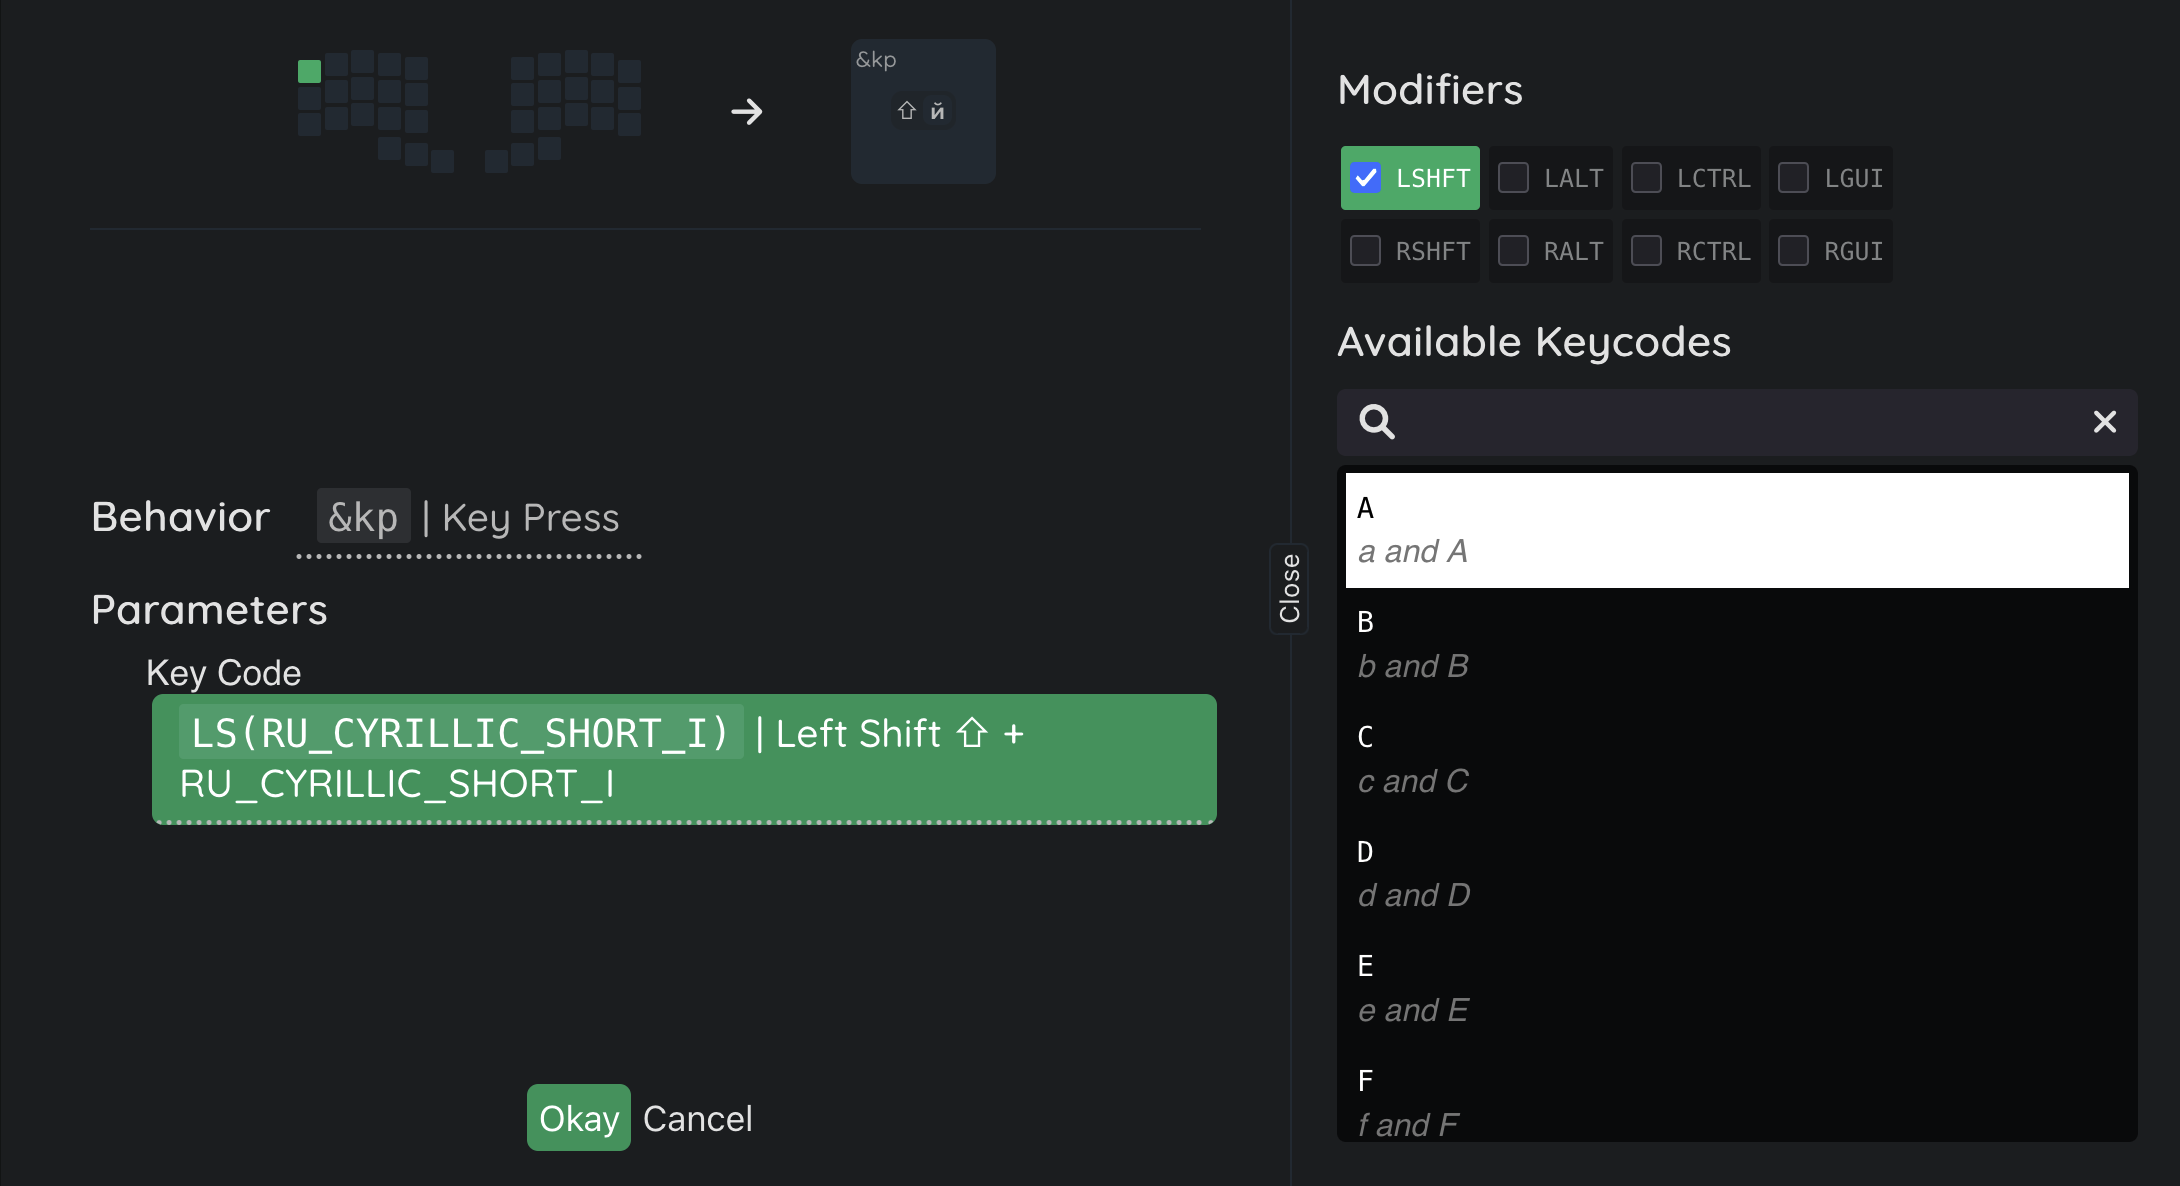 &kp
⇧ й
Behavior &kp | Key Press
Parameters
Key Code
LS(RU_CYRILLIC_SHORT_I) | Left Shift ⇧ +
RU_CYRILLIC_SHORT_I
Okay Cancel
Close
Modifiers
LSHFT LALT LCTRL LGUI
RSHFT RALT RCTRL RGUI
Available Keycodes
A
a and A
B
b and B
C
c and C
D
d and D
E
e and E
F
f and F